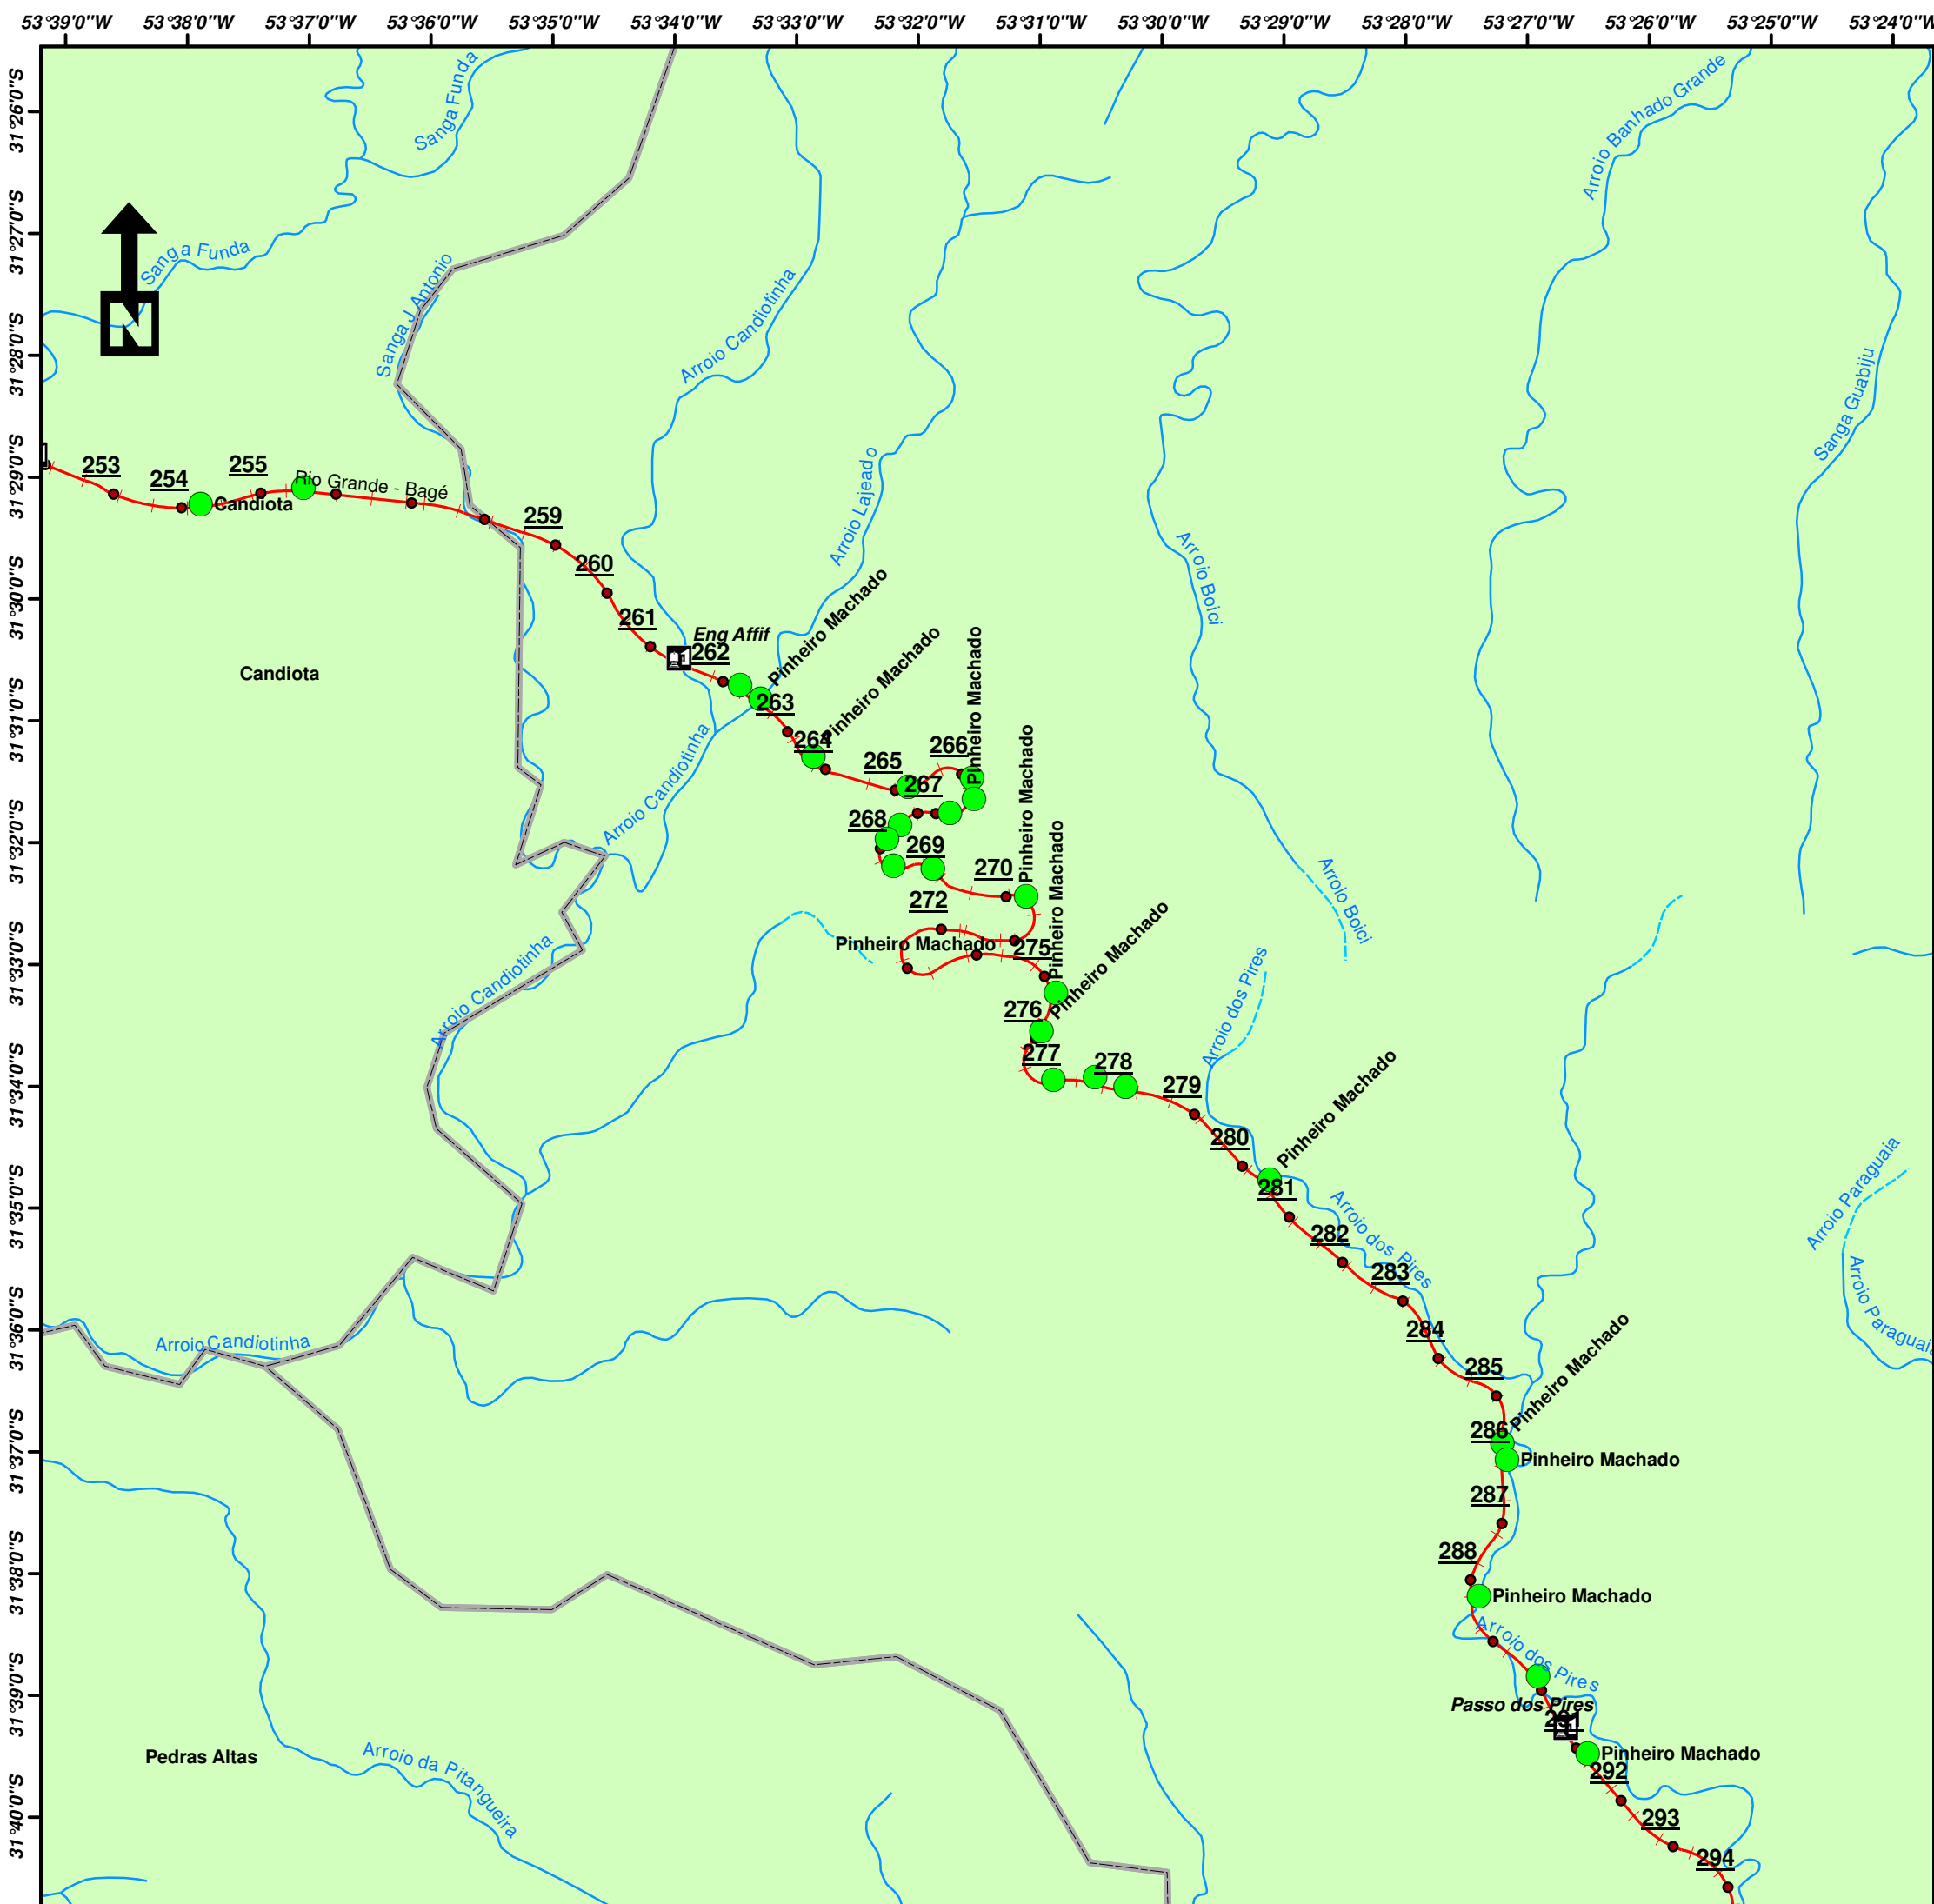 53°39'0"W 53°38'0"W 53°37'0"W 53°36'0"W 53°35'0"W 53°34'0"W 53°33'0"W 53°32'0"W 53°31'0"W 53°30'0"W 53°29'0"W 53°28'0"W 53°27'0"W 53°26'0"W 53°25'0"W 53°24'0"W
31°26'0"S
31°27'0"S
31°28'0"S
31°29'0"S
31°30'0"S
31°31'0"S
31°32'0"S
31°33'0"S
31°34'0"S
31°35'0"S
31°36'0"S
31°37'0"S
31°38'0"S
31°39'0"S
31°40'0"S
Sanga Funda
Arroio Banhado Grande
Sanga Funda
N
Sanga J. Antonio
Arroio Candiotinha
Sanga Guabiju
Arroio Lajeado
253
254
255
Rio Grande - Bagé
Candiota
259
260
261
Arroio Boici
Eng Affif
262
Pinheiro Machado
263
Pinheiro Machado
264
Candiota
265
266
Pinheiro Machado
267
268
269
270
Pinheiro Machado
272
Pinheiro Machado
Pinheiro Machado
275
Pinheiro Machado
276
277
278
279
Arroio Candiotinha
Arroio Candiotinha
Arroio Boici
Arroio dos Pires
280
Pinheiro Machado
281
Arroio dos Pires
282
283
284
285
Arroio Paraguaia
Arroio Paraguaia
Arroio Candiotinha
Pinheiro Machado
286
Pinheiro Machado
287
288
Pinheiro Machado
Arroio dos Pires
Passo dos Pires
291
Pinheiro Machado
292
293
294
Pedras Altas
Arroio da Pitangueira